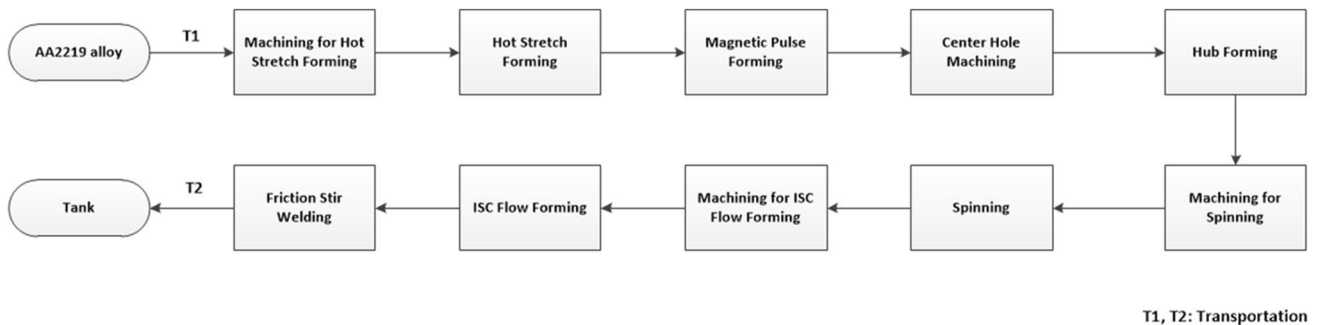 AA2219 alloy
T1
Machining for Hot
Stretch Forming
Hot Stretch
Forming
Magnetic Pulse
Forming
Center Hole
Machining
Hub Forming
Machining for
Spinning
Spinning
Machining for ISC
Flow Forming
ISC Flow Forming
Friction Stir
Welding
T2
Tank
T1, T2: Transportation